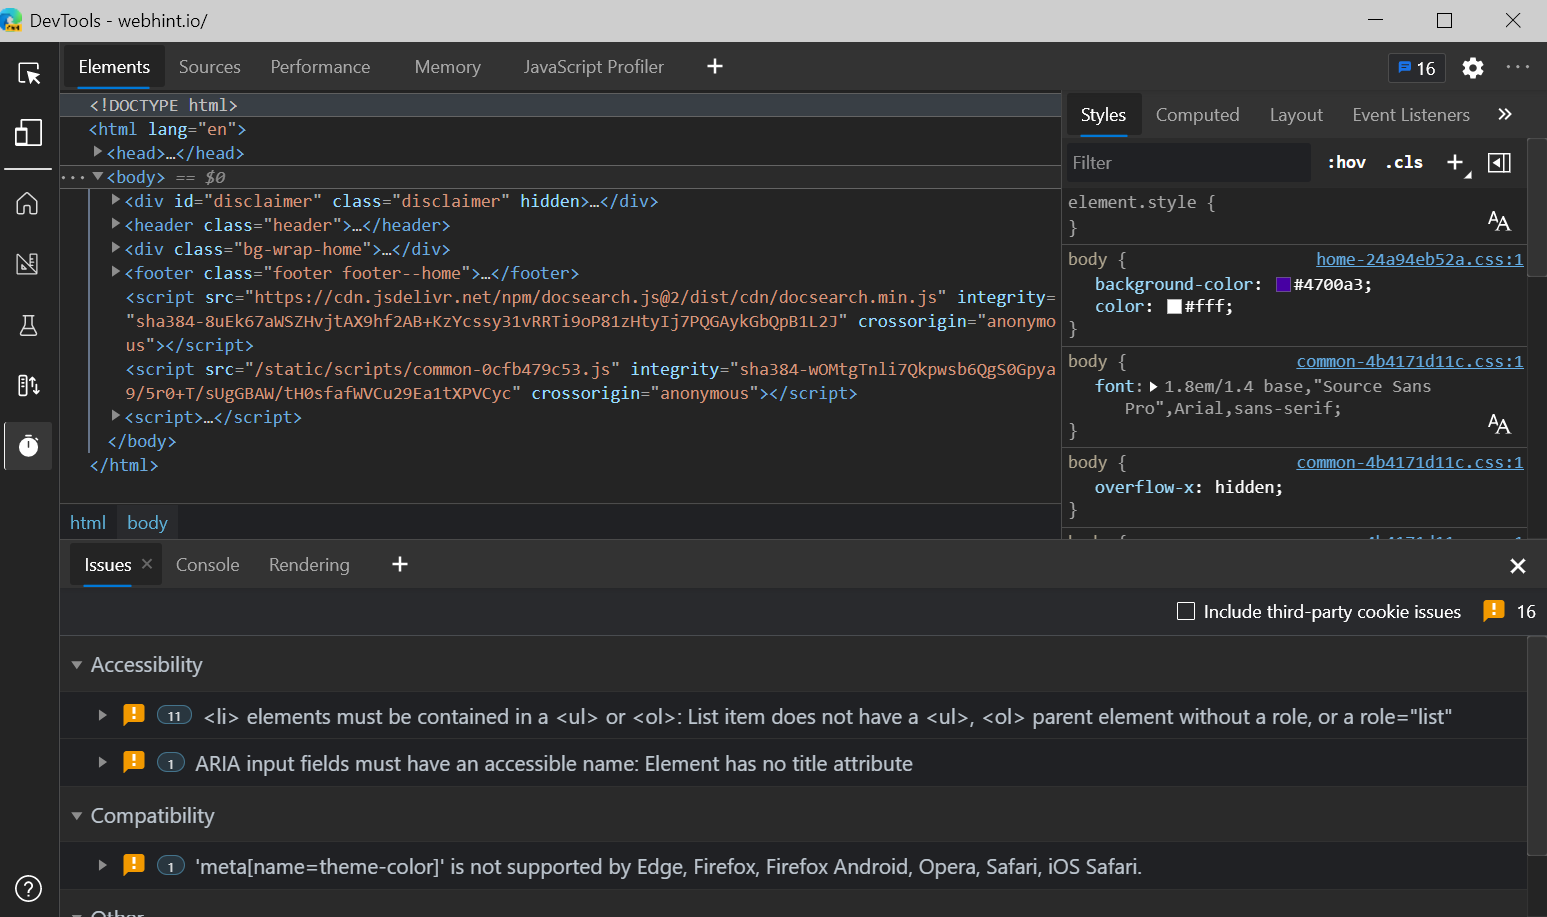 DevTools - webhint.io/
Elements Sources Performance Memory JavaScript Profiler + 16 ···
<!DOCTYPE html>
<html lang="en">
<head>…</head>
··· <body> == $0
<div id="disclaimer" class="disclaimer" hidden>…</div>
<header class="header">…</header>
<div class="bg-wrap-home">…</div>
<footer class="footer footer--home">…</footer>
<script src="https://cdn.jsdelivr.net/npm/docsearch.js@2/dist/cdn/docsearch.min.js" integrity=
"sha384-8uEk67aWSZHvjtAX9hf2AB+KzYcssy31vRRTi9oP81zHtyIj7PQGAykGbQpB1L2J" crossorigin="anonymo
us"></script>
<script src="/static/scripts/common-0cfb479c53.js" integrity="sha384-wOMtgTnli7Qkpwsb6QgS0Gpya
9/5r0+T/sUgGBAW/tH0sfafWVCu29Ea1tXPVCyc" crossorigin="anonymous"></script>
<script>…</script>
</body>
</html>
html body
Styles Computed Layout Event Listeners »
Filter :hov .cls +
element.style {
}
AA
body { home-24a94eb52a.css:1
background-color: #4700a3;
color: #fff;
}
body { common-4b4171d11c.css:1
font: 1.8em/1.4 base,"Source Sans
Pro",Arial,sans-serif;
}
AA
body { common-4b4171d11c.css:1
overflow-x: hidden;
}
Issues × Console Rendering +
Include third-party cookie issues 16
Accessibility
11 <li> elements must be contained in a <ul> or <ol>: List item does not have a <ul>, <ol> parent element without a role, or a role="list"
1 ARIA input fields must have an accessible name: Element has no title attribute
Compatibility
1 'meta[name=theme-color]' is not supported by Edge, Firefox, Firefox Android, Opera, Safari, iOS Safari.
Other